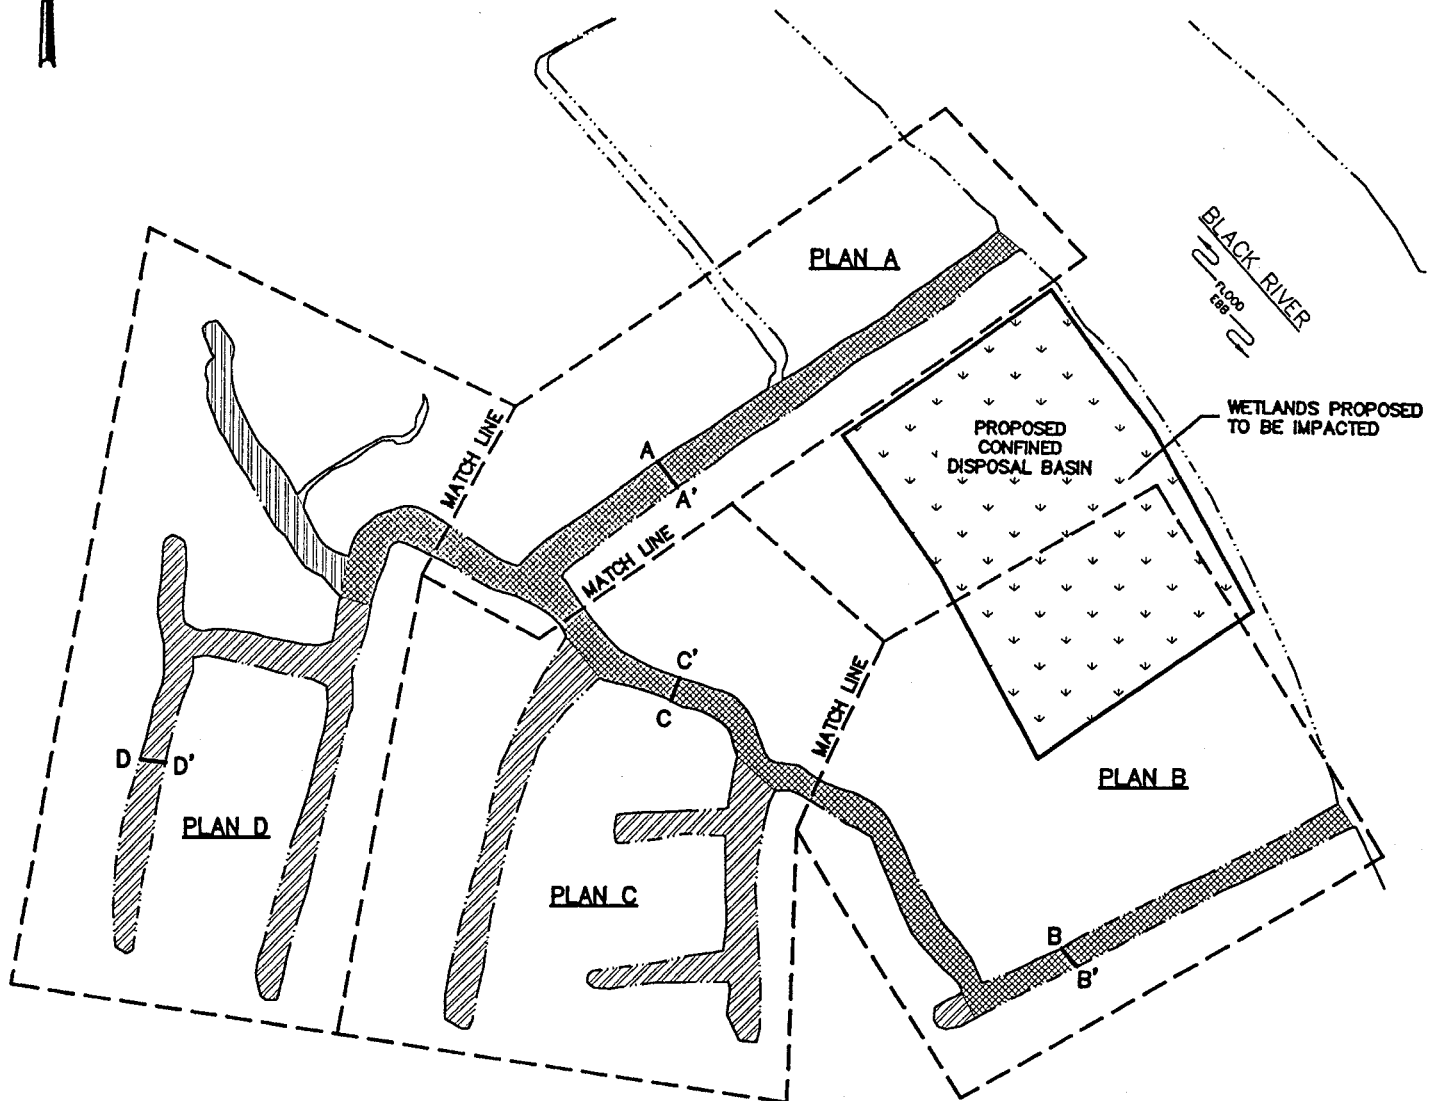 PLAN A
BLACK RIVER
FLOOD
EBB
WETLANDS PROPOSED
TO BE IMPACTED
PROPOSED
CONFINED
DISPOSAL BASIN
MATCH LINE
A
A'
MATCH LINE
C'
C
MATCH LINE
D
D'
PLAN B
PLAN D
PLAN C
B
B'